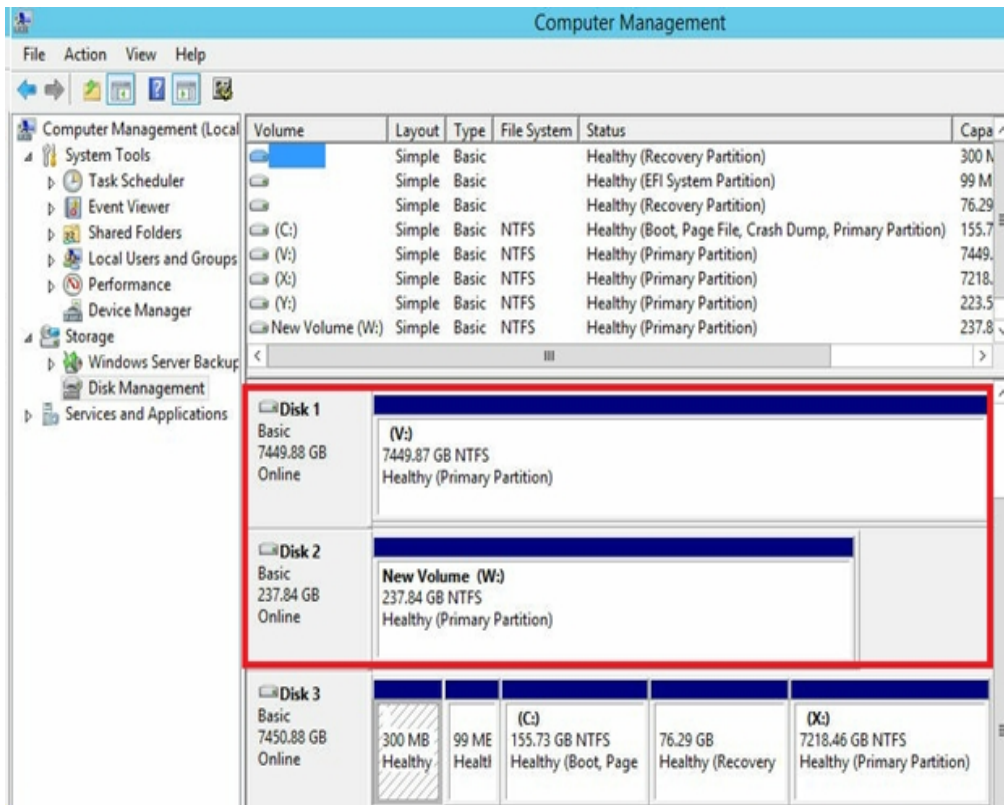 Computer Management
File Action View Help
Computer Management (Local
System Tools
Task Scheduler
Event Viewer
Shared Folders
Local Users and Groups
Performance
Device Manager
Storage
Windows Server Backup
Disk Management
Services and Applications
Volume Layout Type File System Status Capa
Simple Basic Healthy (Recovery Partition) 300 M
Simple Basic Healthy (EFI System Partition) 99 M
Simple Basic Healthy (Recovery Partition) 76.29
(C:) Simple Basic NTFS Healthy (Boot, Page File, Crash Dump, Primary Partition) 155.7
(V:) Simple Basic NTFS Healthy (Primary Partition) 7449.
(X:) Simple Basic NTFS Healthy (Primary Partition) 7218.
(Y:) Simple Basic NTFS Healthy (Primary Partition) 223.5
New Volume (W:) Simple Basic NTFS Healthy (Primary Partition) 237.8
Disk 1
Basic
7449.88 GB
Online
(V:)
7449.87 GB NTFS
Healthy (Primary Partition)
Disk 2
Basic
237.84 GB
Online
New Volume (W:)
237.84 GB NTFS
Healthy (Primary Partition)
Disk 3
Basic
7450.88 GB
Online
300 MB
Healthy
99 ME
Healtl
(C:)
155.73 GB NTFS
Healthy (Boot, Page
76.29 GB
Healthy (Recovery
(X:)
7218.46 GB NTFS
Healthy (Primary Partition)